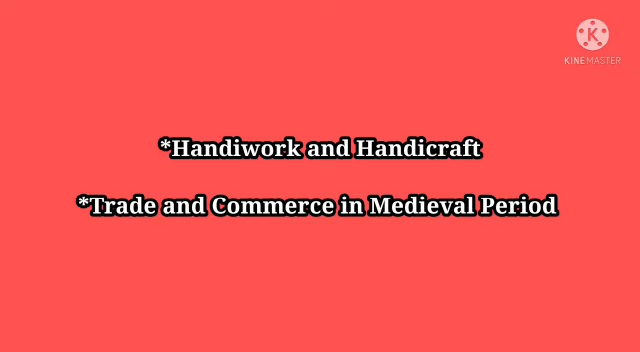 K
KINEMASTER
*Handiwork and Handicraft
*Trade and Commerce in Medieval Period